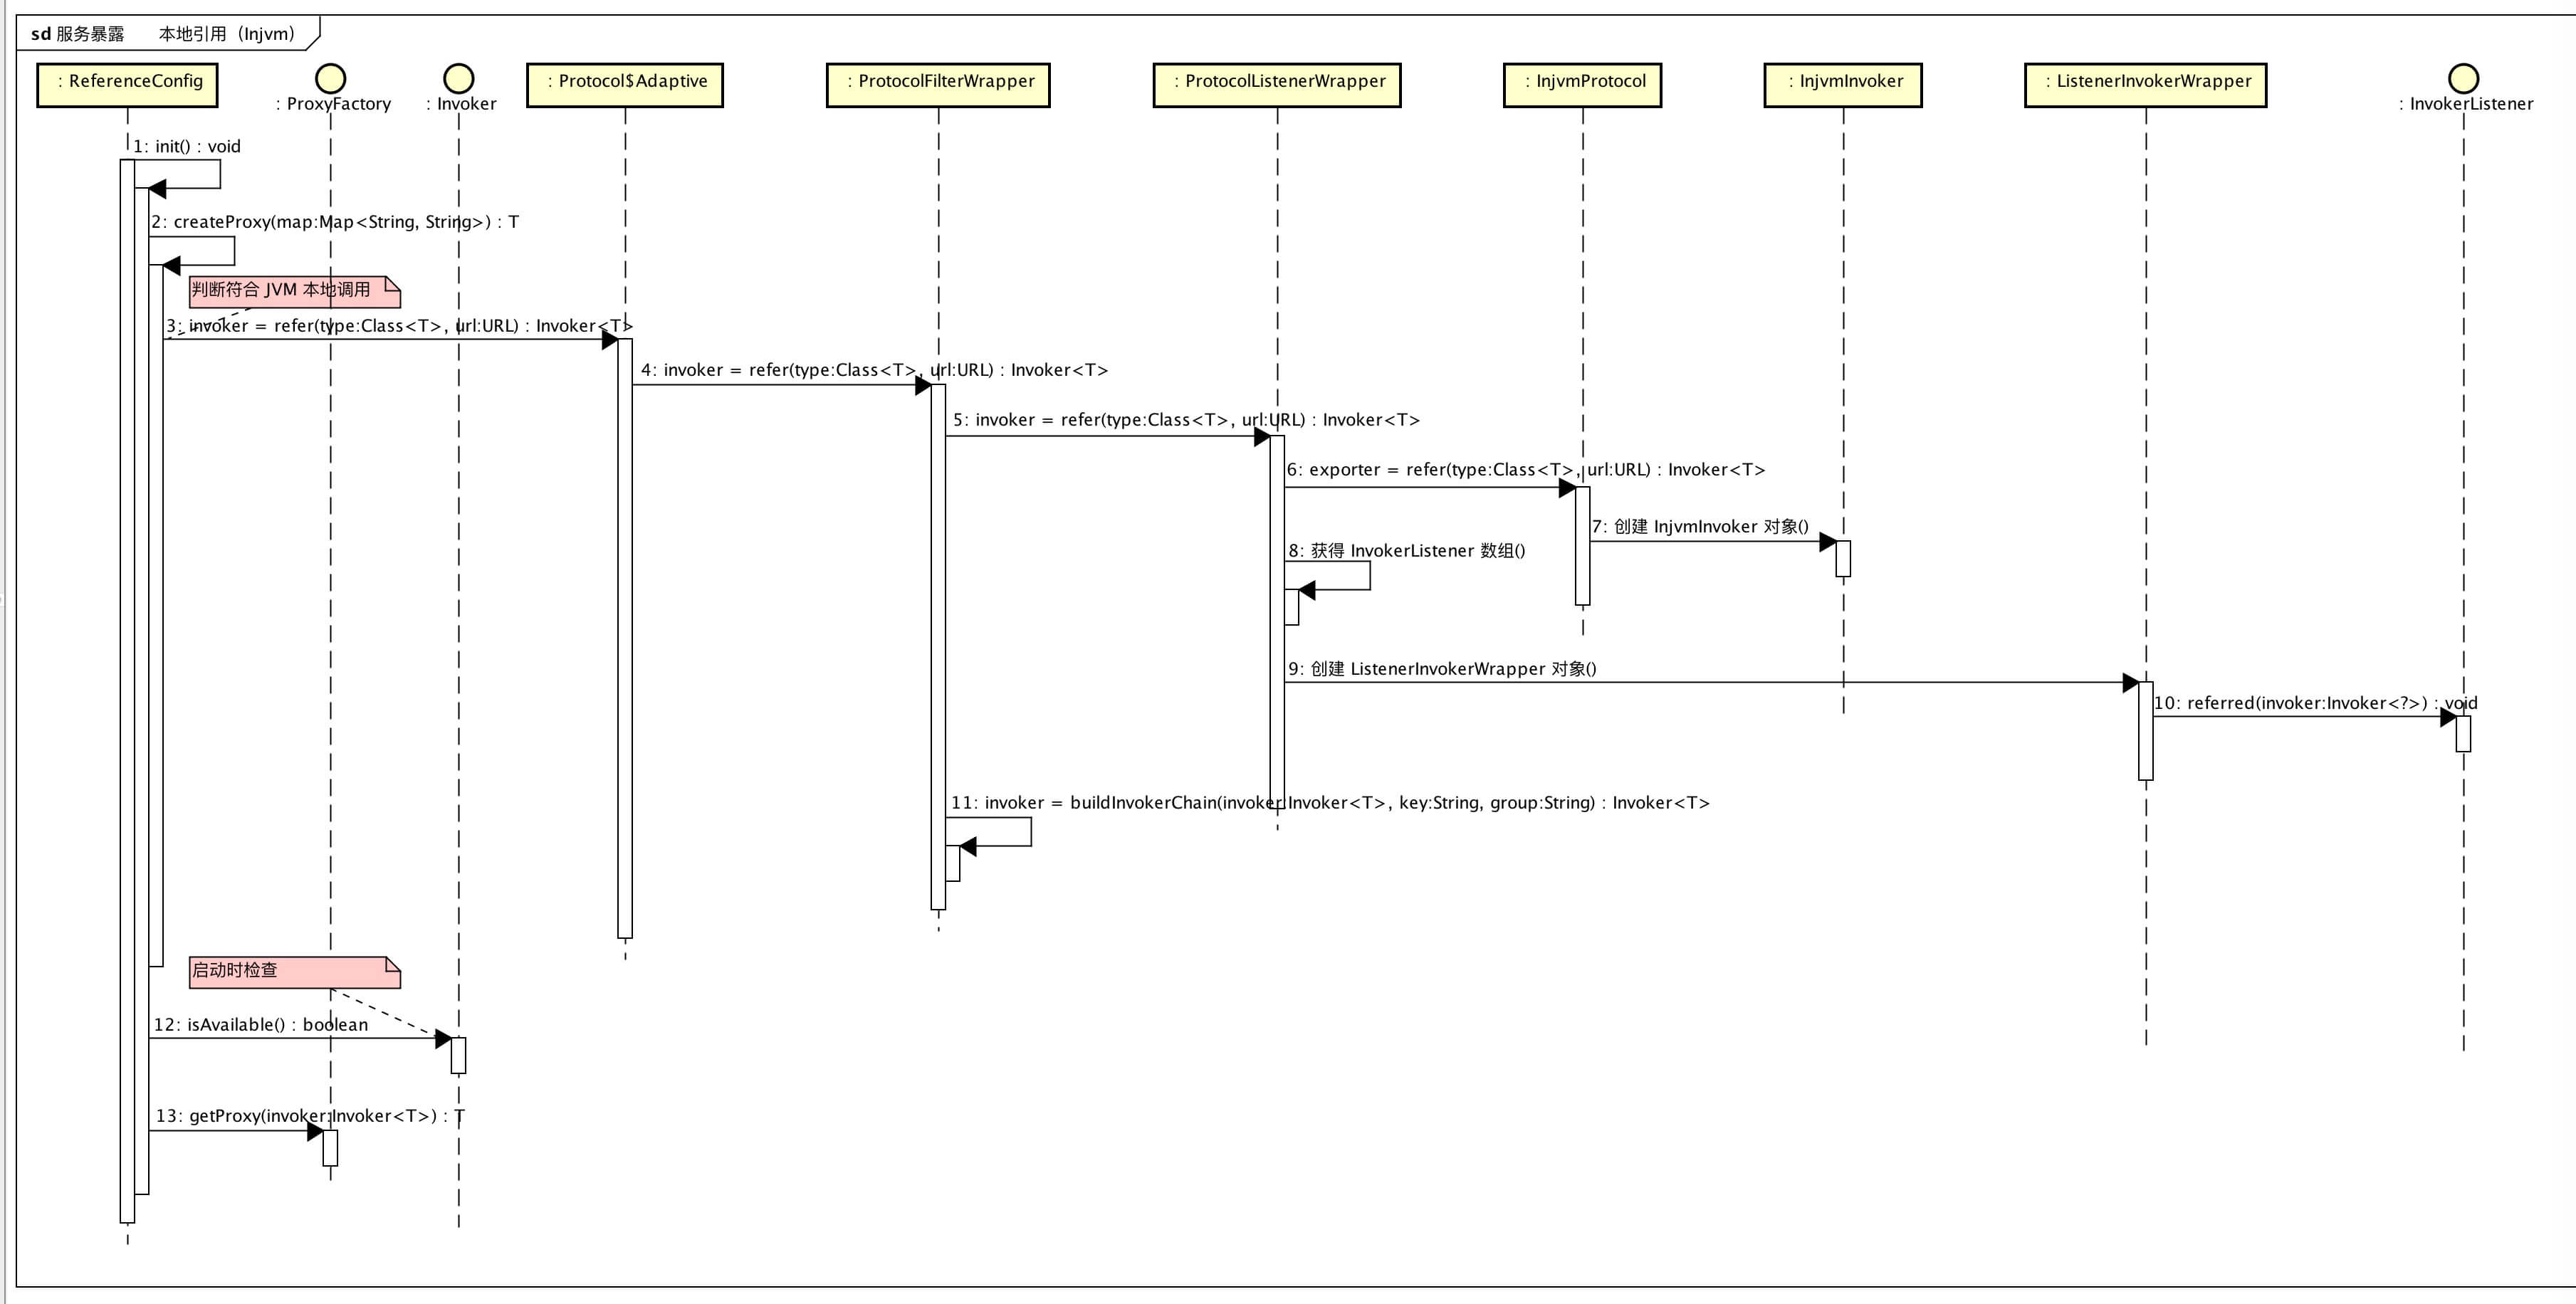 sd 服务暴露 本地引用（Injvm）
: ReferenceConfig
: ProxyFactory
: Invoker
: Protocol$Adaptive
: ProtocolFilterWrapper
: ProtocolListenerWrapper
: InjvmProtocol
: InjvmInvoker
: ListenerInvokerWrapper
: InvokerListener
1: init() : void
2: createProxy(map:Map<String, String>) : T
判断符合 JVM 本地调用
3: invoker = refer(type:Class<T>, url:URL) : Invoker<T>
4: invoker = refer(type:Class<T>, url:URL) : Invoker<T>
5: invoker = refer(type:Class<T>, url:URL) : Invoker<T>
6: exporter = refer(type:Class<T>, url:URL) : Invoker<T>
7: 创建 InjvmInvoker 对象()
8: 获得 InvokerListener 数组()
9: 创建 ListenerInvokerWrapper 对象()
10: referred(invoker:Invoker<?>) : void
11: invoker = buildInvokerChain(invoker:Invoker<T>, key:String, group:String) : Invoker<T>
启动时检查
12: isAvailable() : boolean
13: getProxy(invoker:Invoker<T>) : T